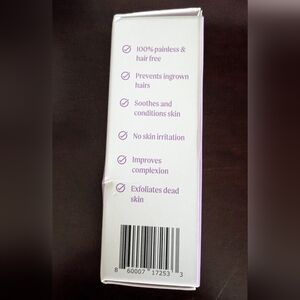 100% painless &
hair free
Prevents ingrown
hairs
Soothes and
conditions skin
No skin irritation
Improves
complexion
Exfoliates dead
skin
8 60007 17253 3